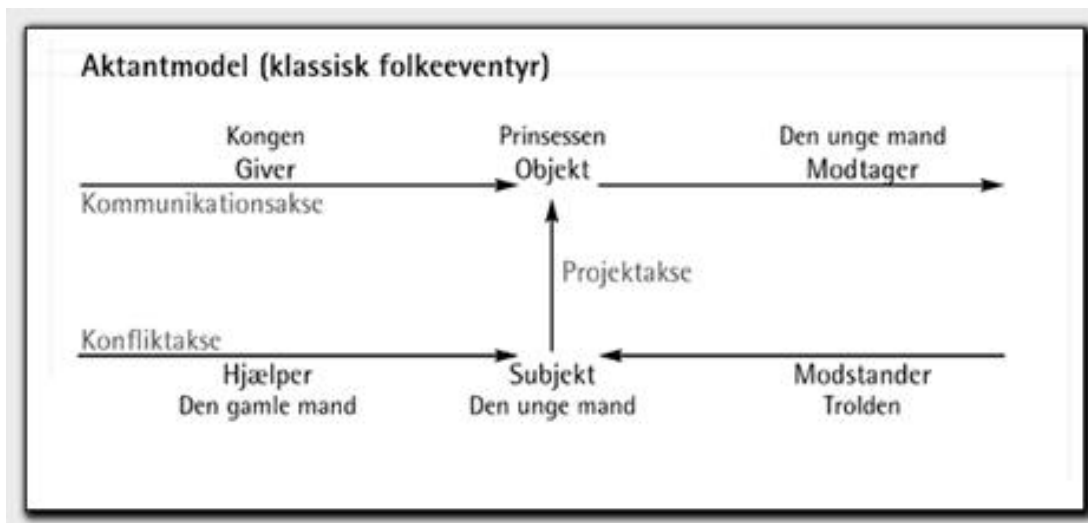 Aktantmodel (klassisk folkeeventyr)
Kongen
Giver
Prinsessen
Objekt
Den unge mand
Modtager
Kommunikationsakse
Projektakse
Konfliktakse
Hjælper
Den gamle mand
Subjekt
Den unge mand
Modstander
Trolden